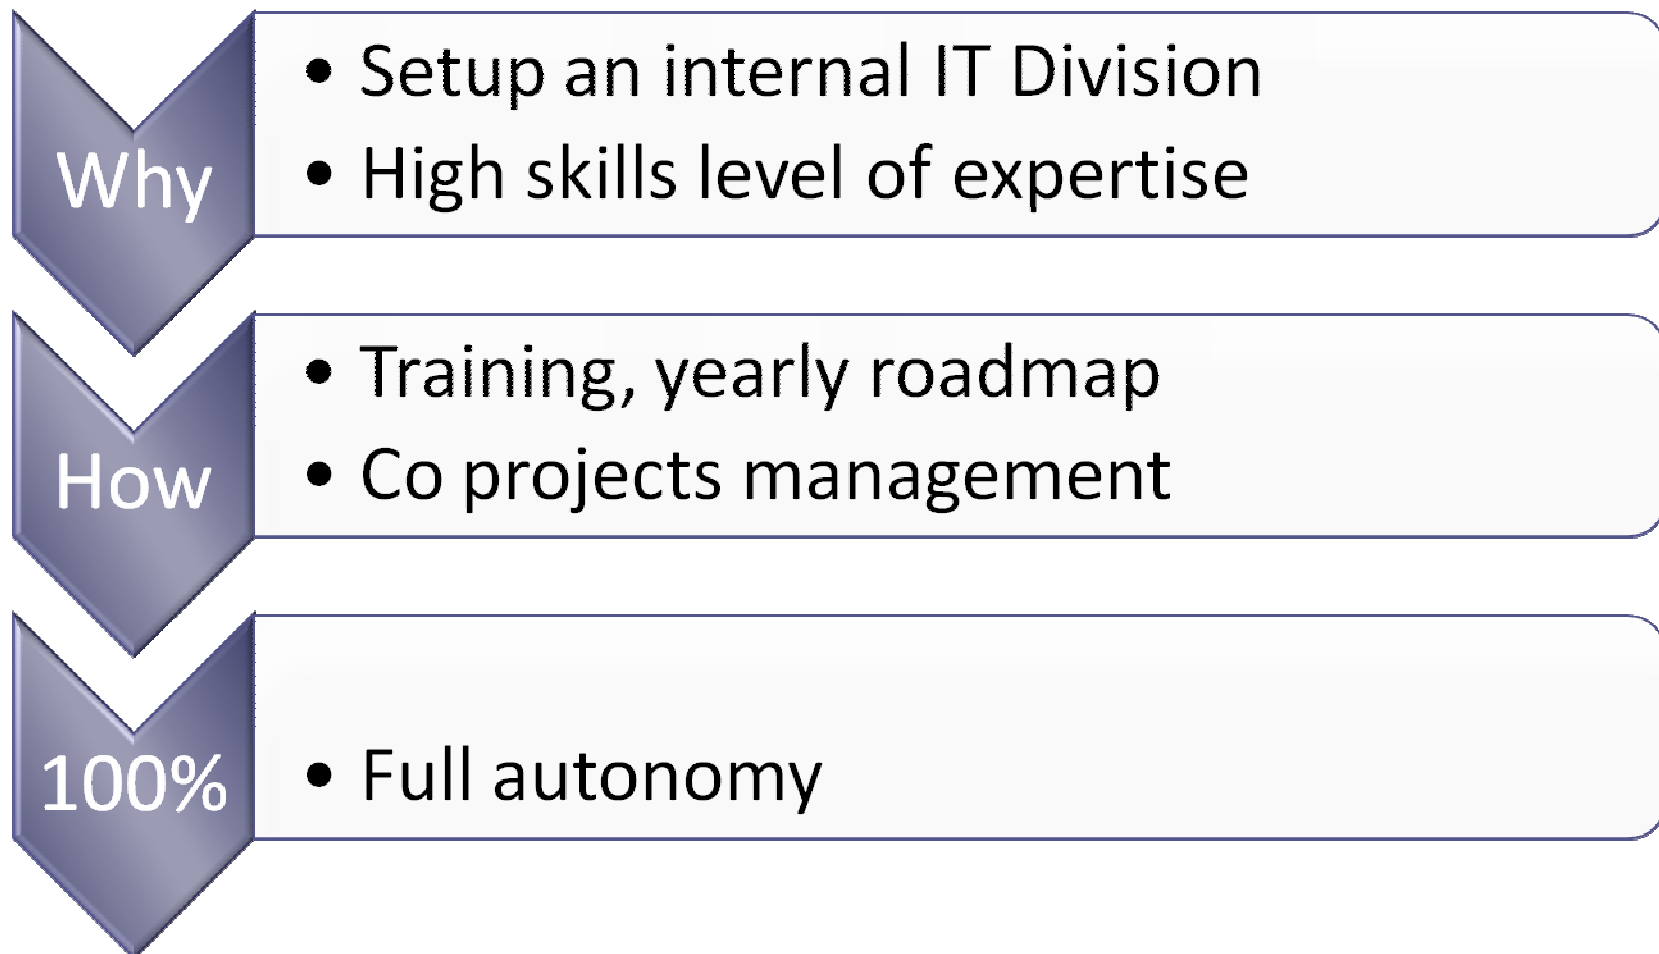 Why
• Setup an internal IT Division
• High skills level of expertise
How
• Training, yearly roadmap
• Co projects management
100%
• Full autonomy